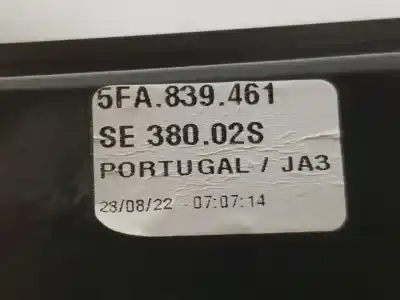 5FA.839.461
SE 380.02S
PORTUGAL / JA3
23/08/22 - 07:07:14